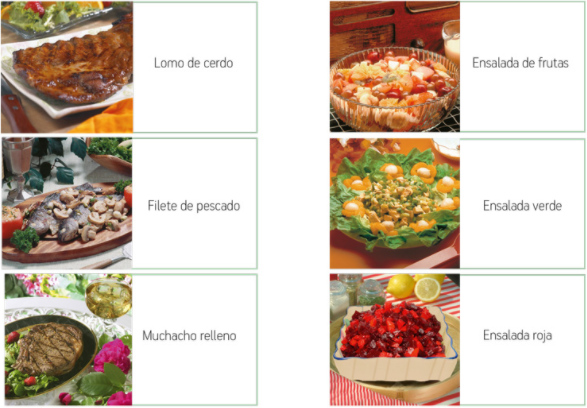 Lomo de cerdo
Filete de pescado
Muchacho relleno
Ensalada de frutas
Ensalada verde
Ensalada roja